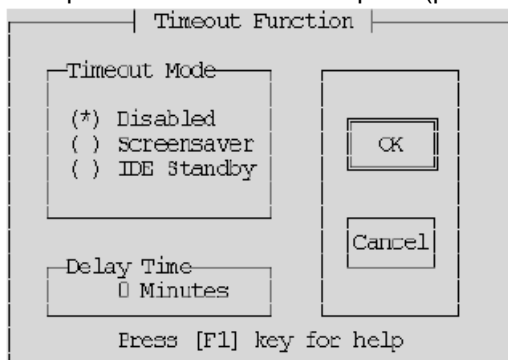 Timeout Function
Timeout Mode
(*) Disabled
( ) Screensaver
( ) IDE Standby
OK
Cancel
Delay Time
0 Minutes
Press [F1] key for help